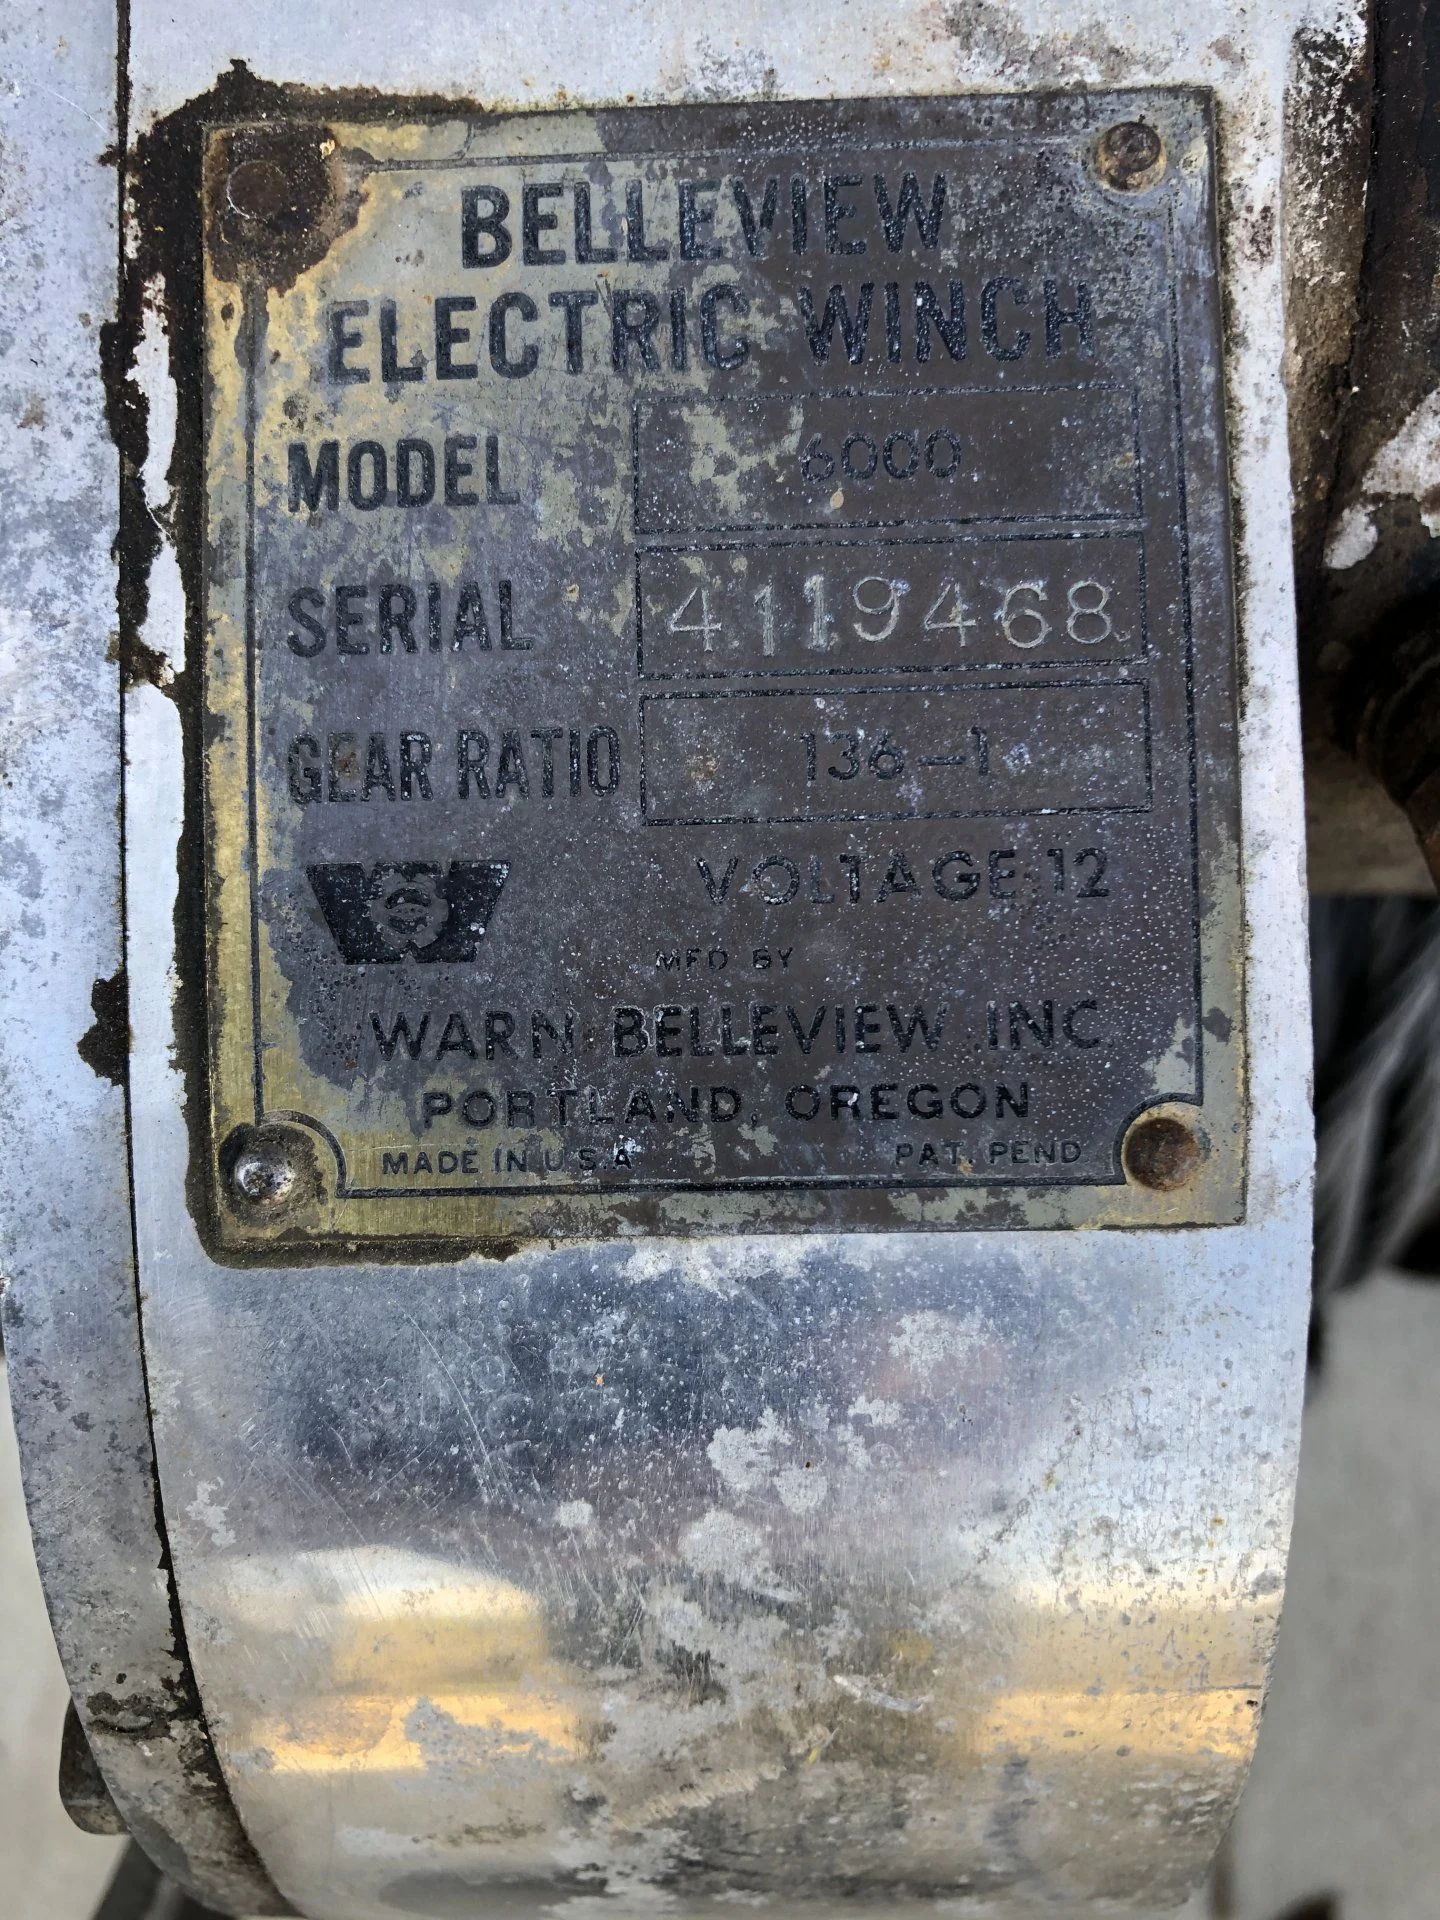 BELLEVIEW
ELECTRIC WINCH
MODEL 6000
SERIAL 4119468
GEAR RATIO 136-1
VOLTAGE 12
MFD BY
WARN BELLEVIEW INC
PORTLAND, OREGON
MADE IN U.S.A PAT. PEND